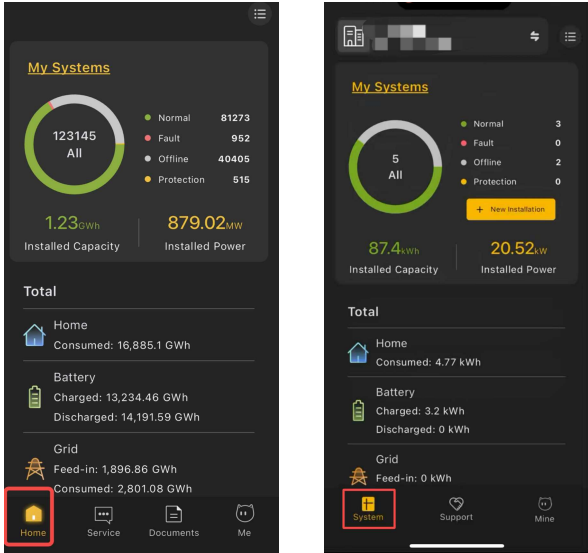 My Systems
123145
All
Normal 81273
Fault 952
Offline 40405
Protection 515
1.23GWh
Installed Capacity
879.02MW
Installed Power
Total
Home
Consumed: 16,885.1 GWh
Battery
Charged: 13,234.46 GWh
Discharged: 14,191.59 GWh
Grid
Feed-in: 1,896.86 GWh
Consumed: 2,801.08 GWh
Home
Service
Documents
Me
My Systems
5
All
Normal 3
Fault 0
Offline 2
Protection 0
+ New Installation
87.4kWh
Installed Capacity
20.52kW
Installed Power
Total
Home
Consumed: 4.77 kWh
Battery
Charged: 3.2 kWh
Discharged: 0 kWh
Grid
Feed-in: 0 kWh
System
Support
Mine